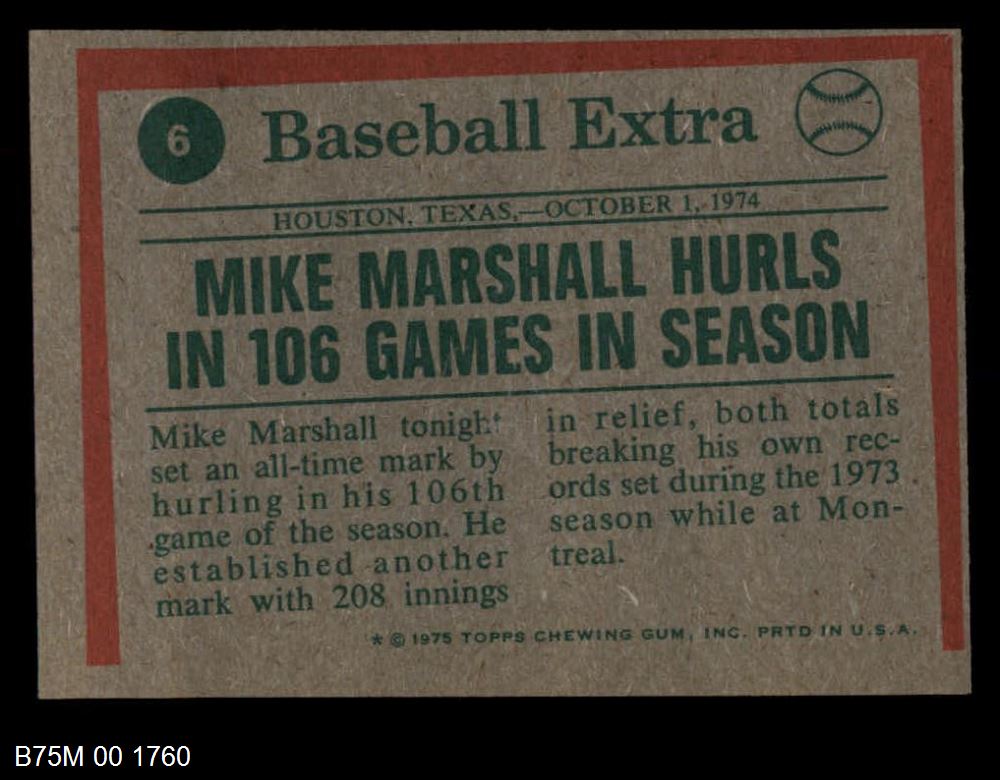 6
Baseball Extra
HOUSTON, TEXAS,—OCTOBER 1, 1974
MIKE MARSHALL HURLS
IN 106 GAMES IN SEASON
Mike Marshall tonight
set an all-time mark by
hurling in his 106th
game of the season. He
established another
mark with 208 innings
in relief, both totals
breaking his own rec-
ords set during the 1973
season while at Mon-
treal.
* © 1975 TOPPS CHEWING GUM, INC. PRTD IN U.S.A.
B75M 00 1760